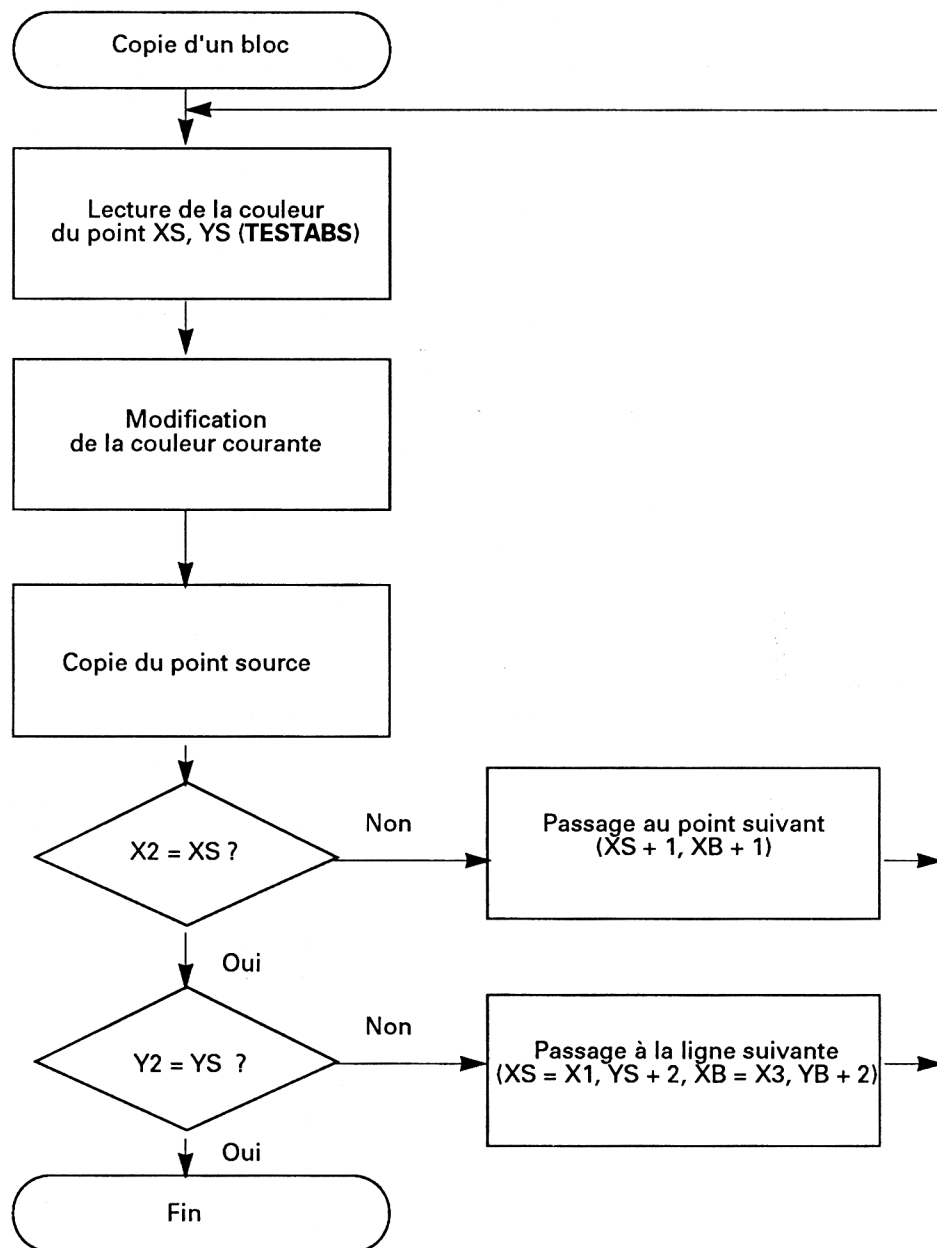 Copie d'un bloc
Lecture de la couleur
du point XS, YS (TESTABS)
Modification
de la couleur courante
Copie du point source
X2 = XS ?
Non
Passage au point suivant
(XS + 1, XB + 1)
Oui
Y2 = YS ?
Non
Passage à la ligne suivante
(XS = X1, YS + 2, XB = X3, YB + 2)
Oui
Fin